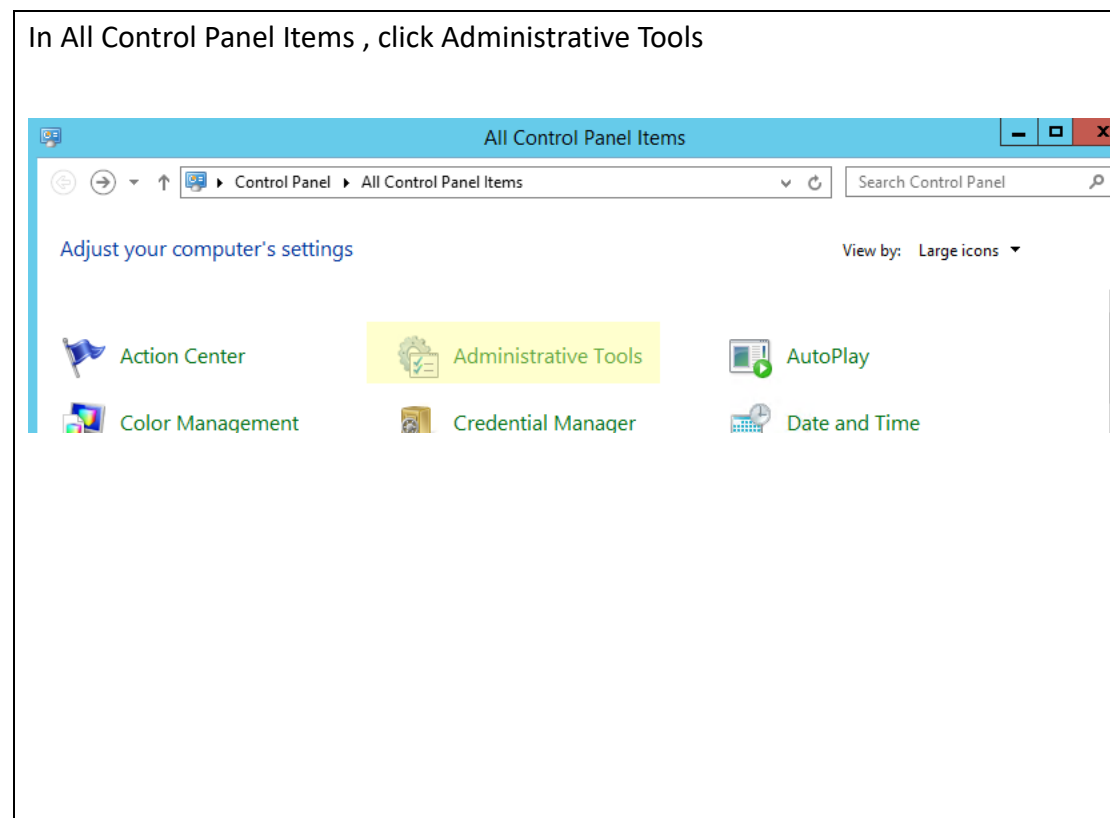 In All Control Panel Items , click Administrative Tools
All Control Panel Items
Control Panel All Control Panel Items
Search Control Panel
Adjust your computer's settings
View by: Large icons
Action Center
Administrative Tools
AutoPlay
Color Management
Credential Manager
Date and Time